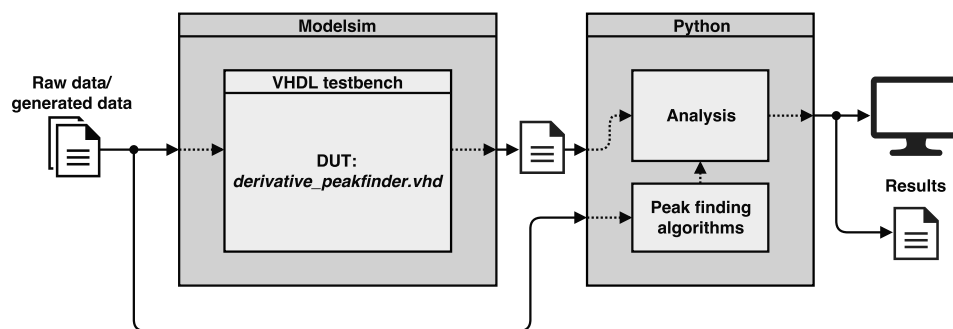 Modelsim
Python
Raw data/
generated data
VHDL testbench
DUT:
derivative_peakfinder.vhd
Analysis
Peak finding
algorithms
Results